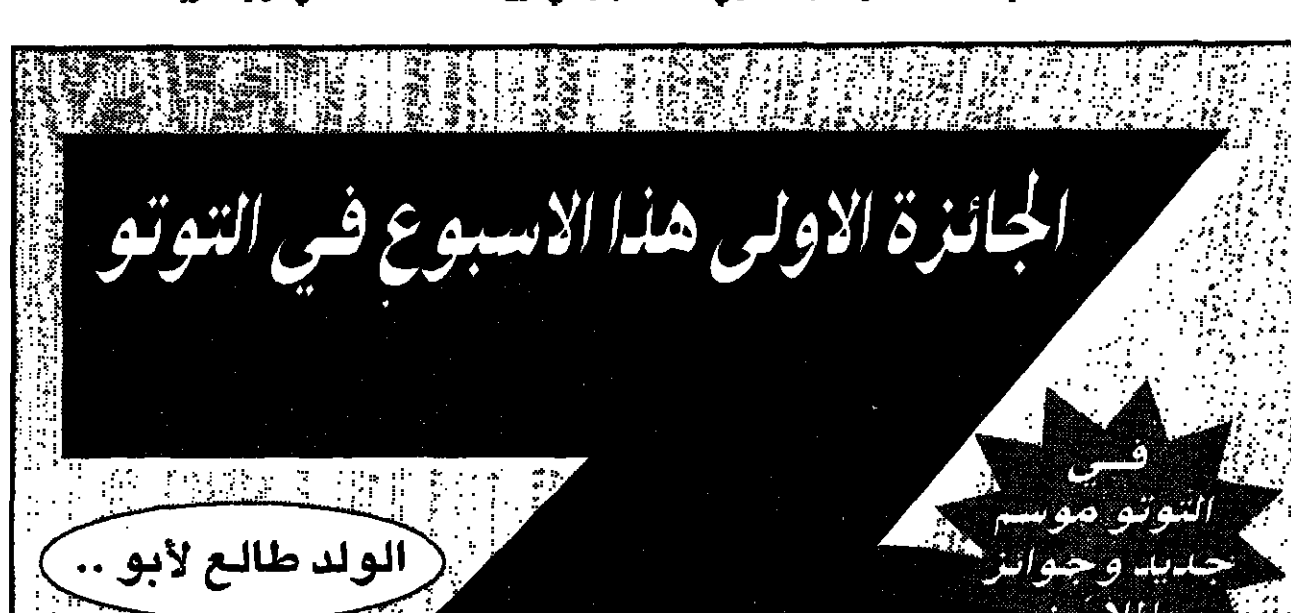 الجائزة الاولى هذا الاسبوع في التوتو
في
التوتو موسم
جديد وجوائز
الولد طالع لأبو ..